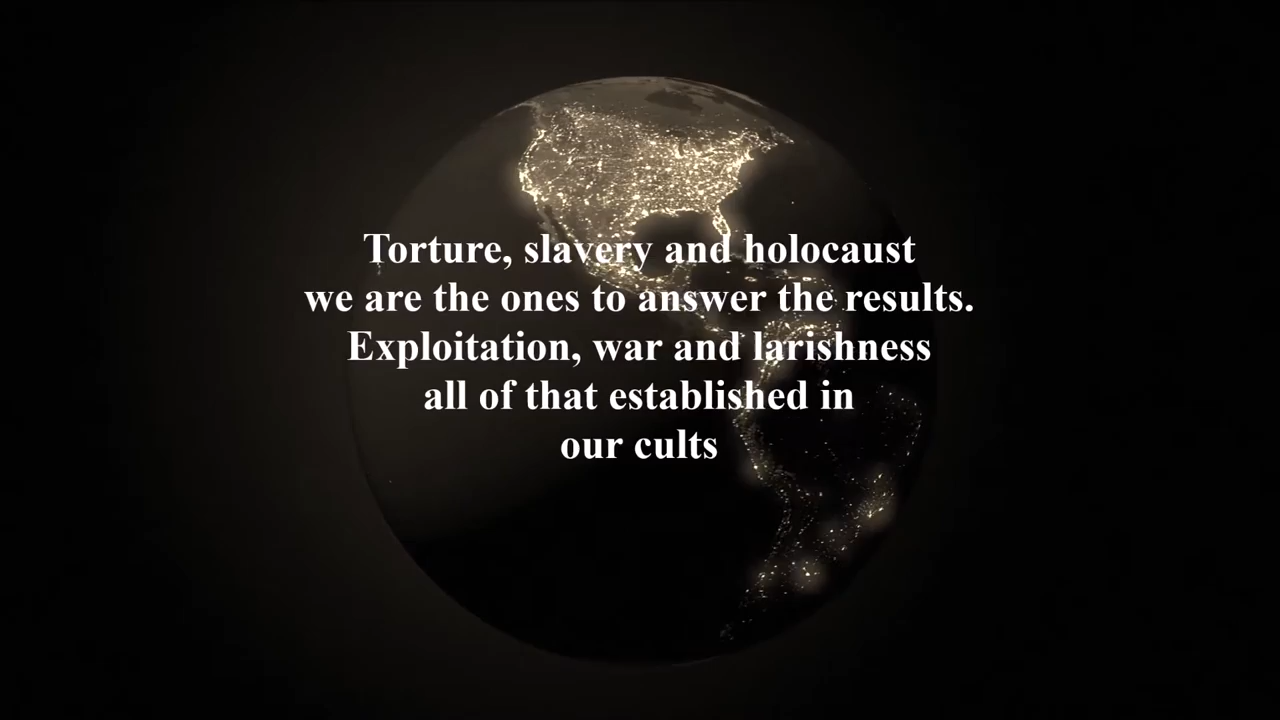 Torture, slavery and holocaust
we are the ones to answer the results.
Exploitation, war and larishness
all of that established in
our cults